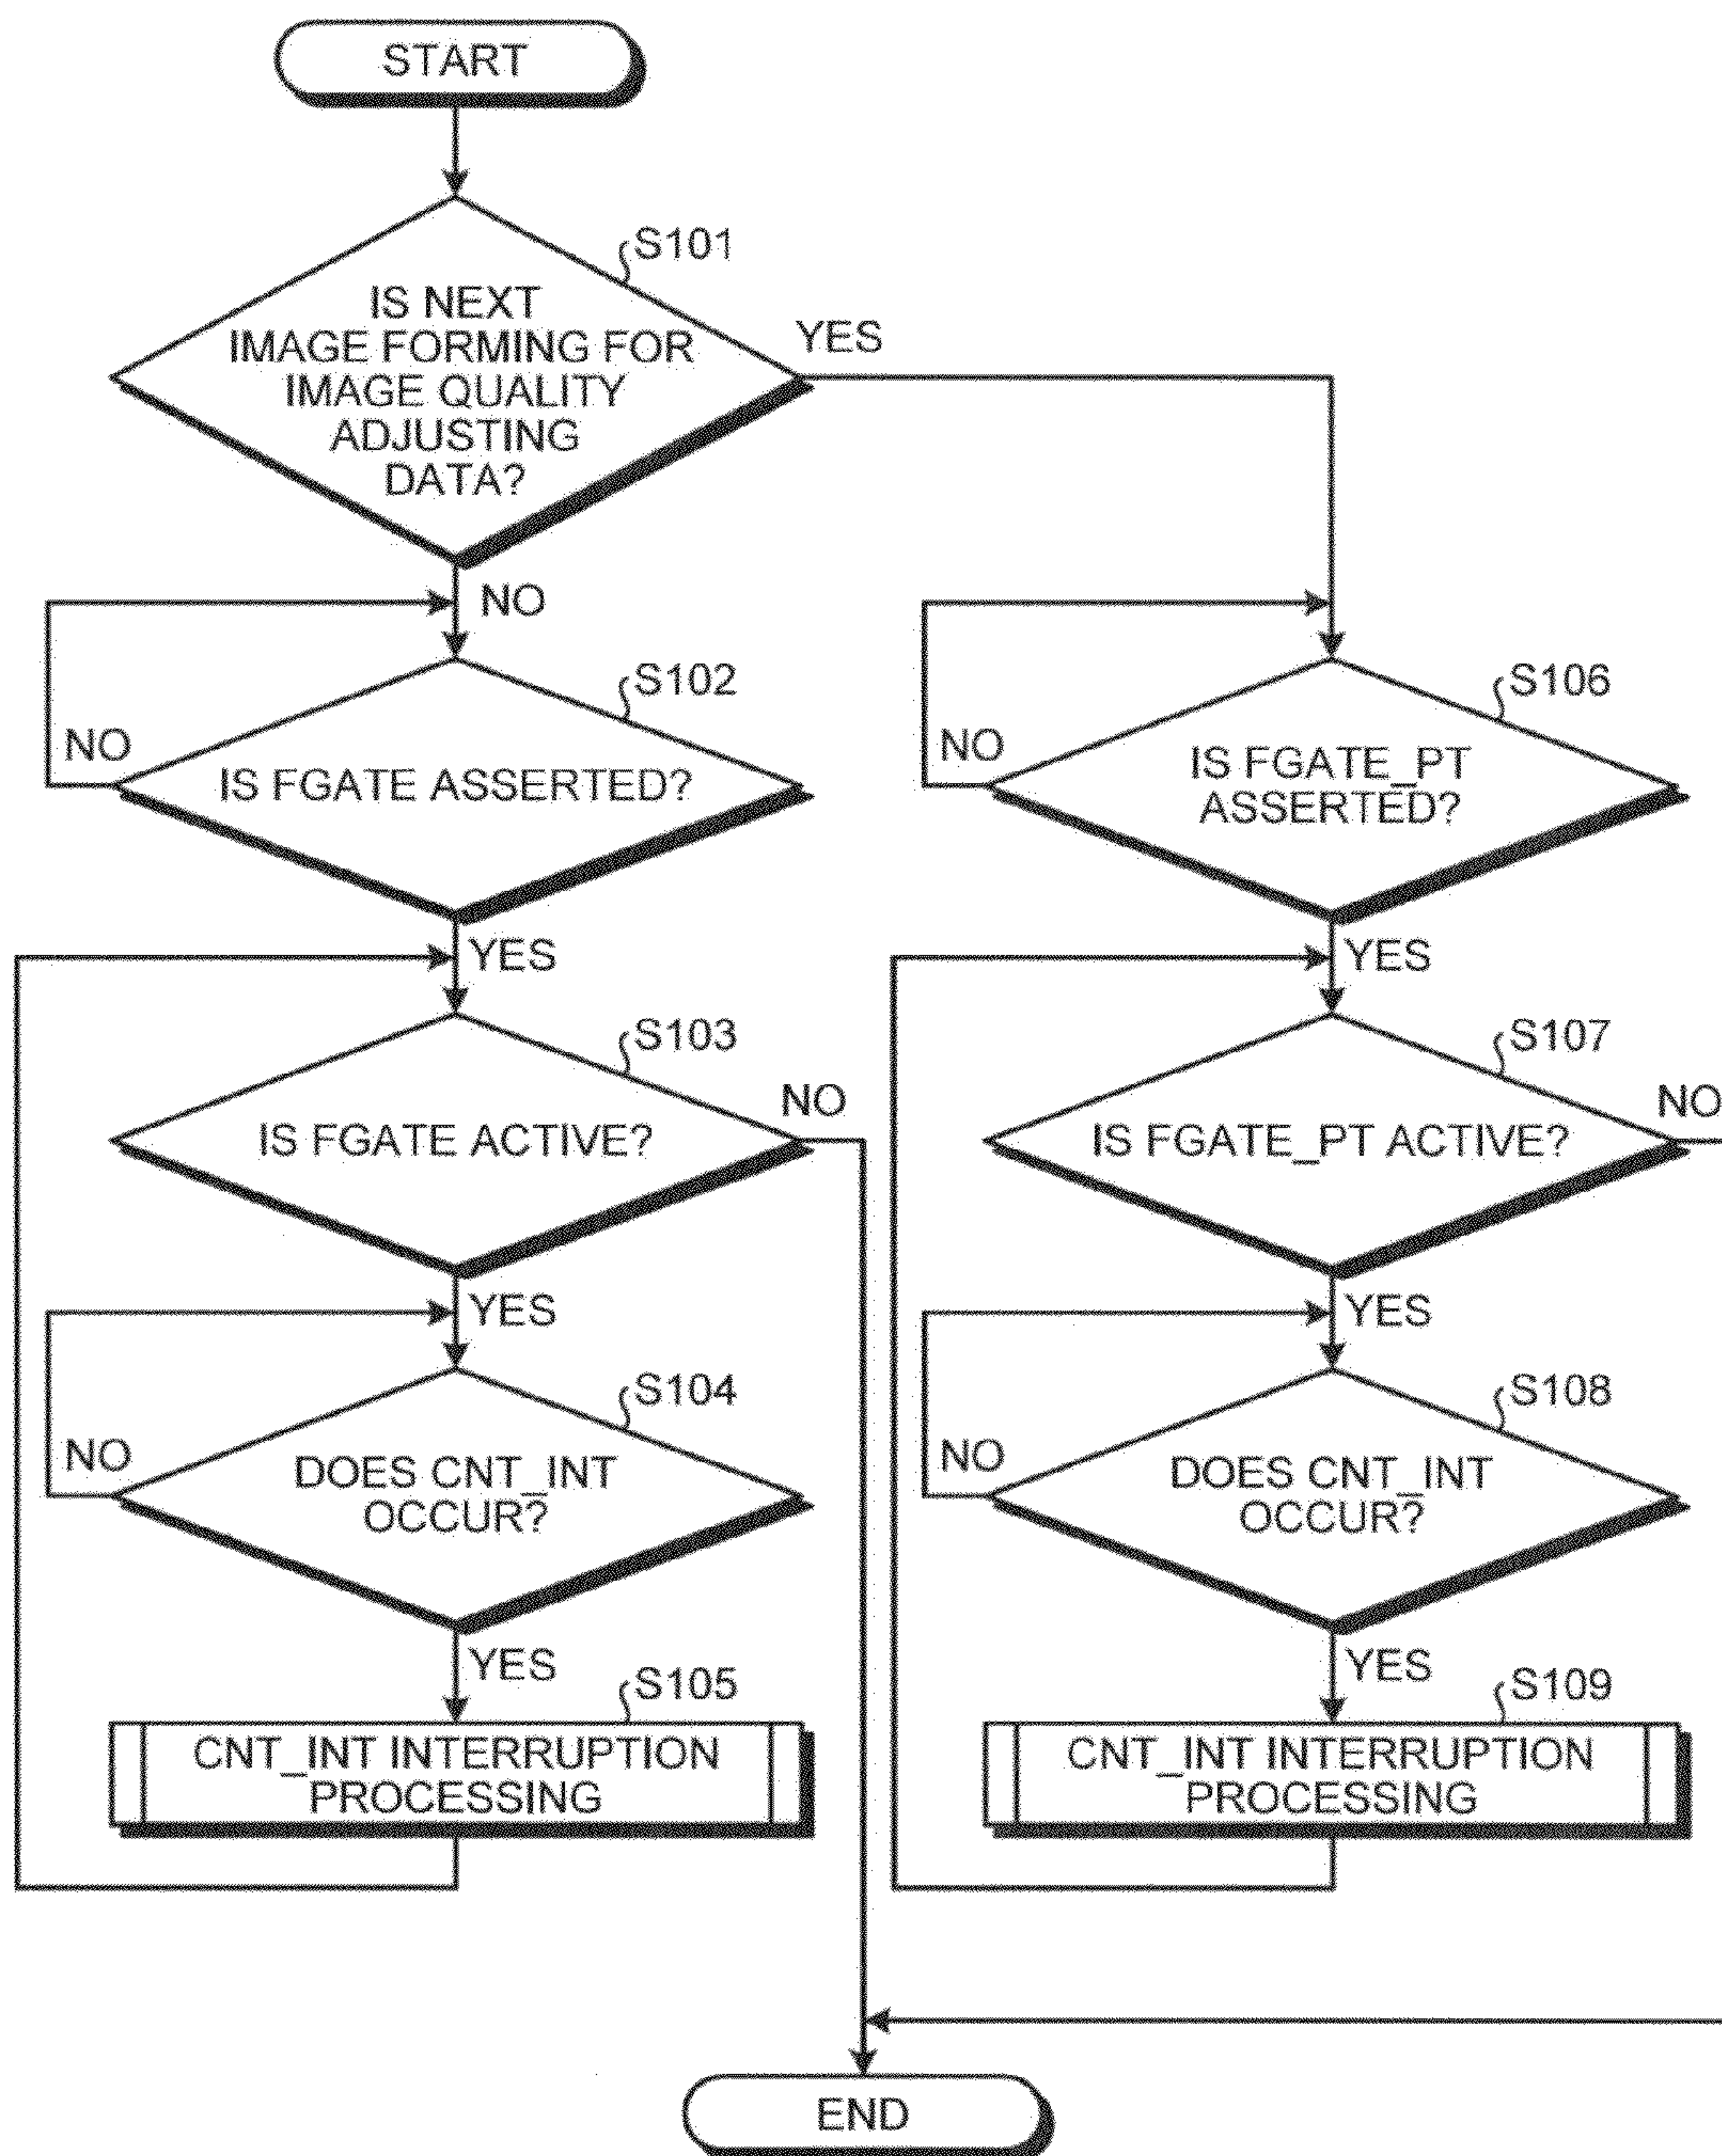 START
S101
IS NEXT
IMAGE FORMING FOR
IMAGE QUALITY
ADJUSTING
DATA?
YES
NO
S102
NO
IS FGATE ASSERTED?
YES
S103
NO
IS FGATE ACTIVE?
YES
S104
NO
DOES CNT_INT
OCCUR?
YES
S105
CNT_INT INTERRUPTION
PROCESSING
S106
NO
IS FGATE_PT
ASSERTED?
YES
S107
NO
IS FGATE_PT ACTIVE?
YES
S108
NO
DOES CNT_INT
OCCUR?
YES
S109
CNT_INT INTERRUPTION
PROCESSING
END